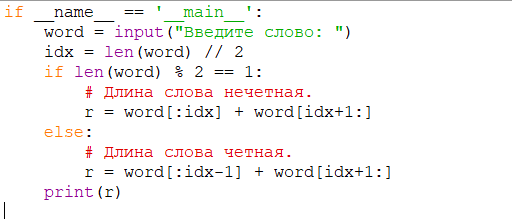 if __name__ == '__main__':
    word = input("Введите слово: ")
    idx = len(word) // 2
    if len(word) % 2 == 1:
        # Длина слова нечетная.
        r = word[:idx] + word[idx+1:]
    else:
        # Длина слова четная.
        r = word[:idx-1] + word[idx+1:]
    print(r)